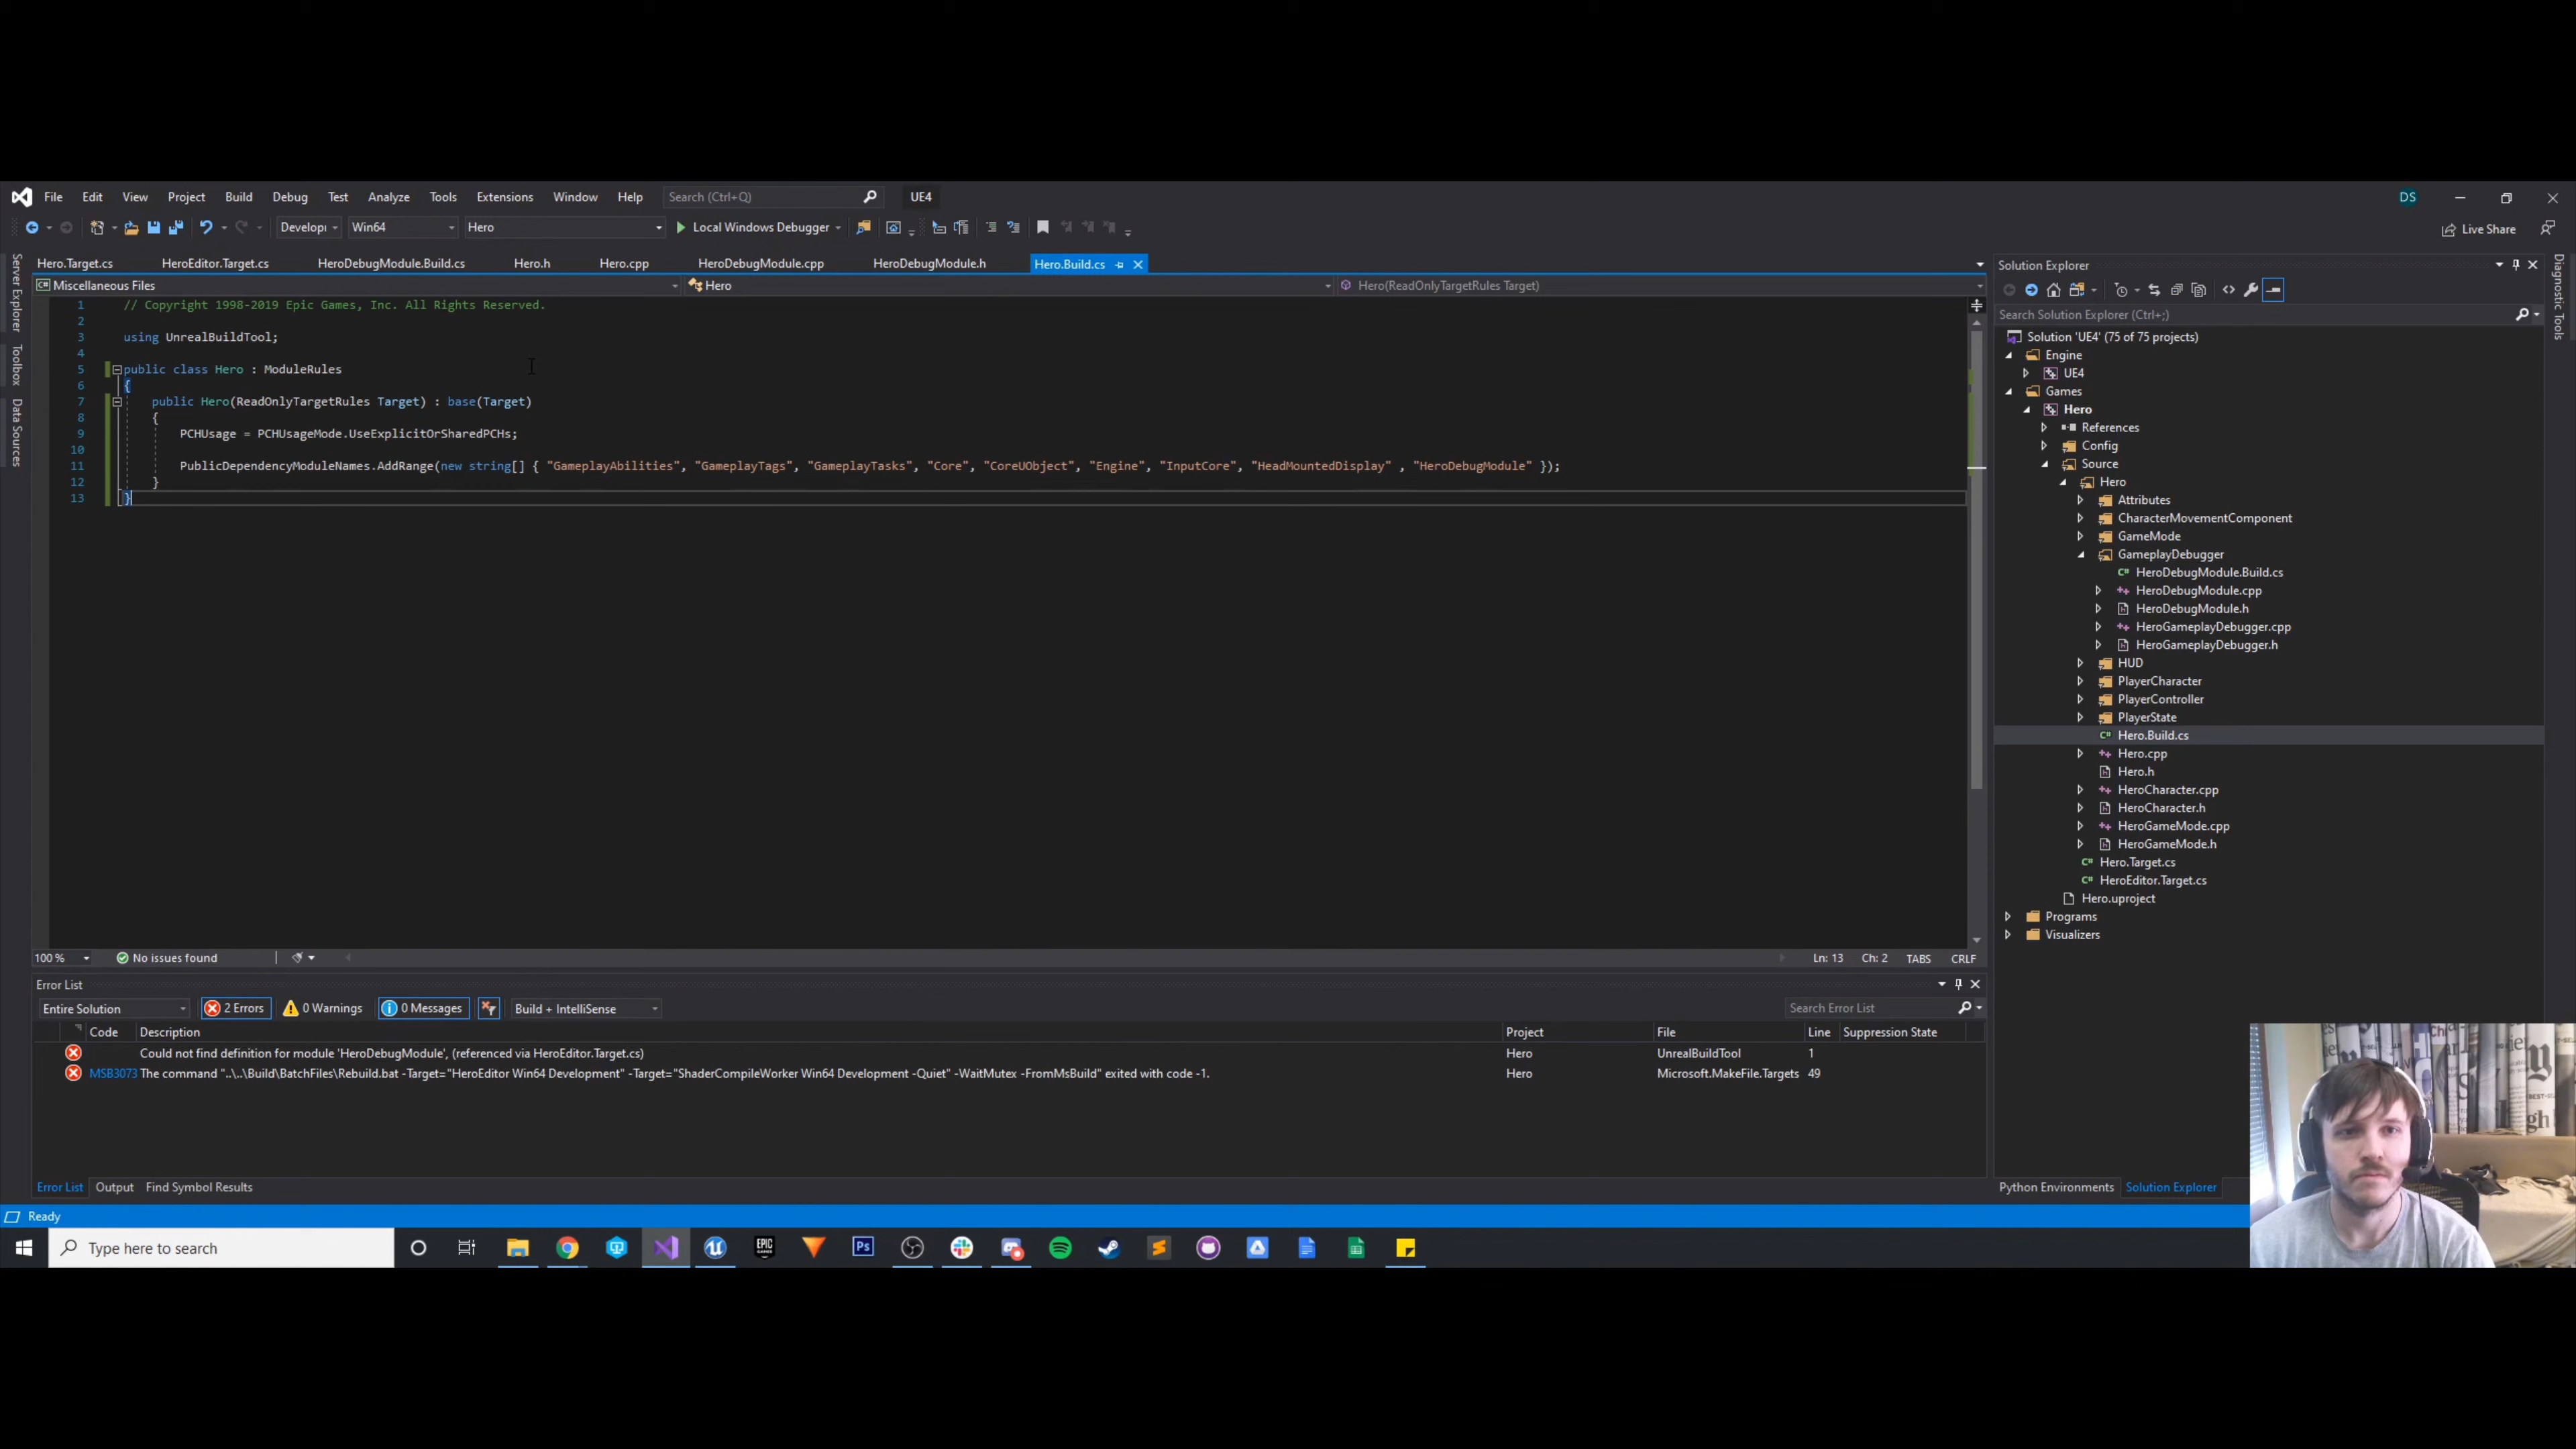 File Edit View Project Build Debug Test Analyze Tools Extensions Window Help Search (Ctrl+Q) UE4 DS
Develop Win64 Hero Local Windows Debugger Live Share
Hero.Target.cs HeroEditor.Target.cs HeroDebugModule.Build.cs Hero.h Hero.cpp HeroDebugModule.cpp HeroDebugModule.h Hero.Build.cs
Miscellaneous Files Hero Hero(ReadOnlyTargetRules Target)
Server Explorer
Toolbox
Data Sources
1 // Copyright 1998-2019 Epic Games, Inc. All Rights Reserved.
2
3 using UnrealBuildTool;
4
5 public class Hero : ModuleRules
6 {
7 public Hero(ReadOnlyTargetRules Target) : base(Target)
8 {
9 PCHUsage = PCHUsageMode.UseExplicitOrSharedPCHs;
10
11 PublicDependencyModuleNames.AddRange(new string[] { "GameplayAbilities", "GameplayTags", "GameplayTasks", "Core", "CoreUObject", "Engine", "InputCore", "HeadMountedDisplay" , "HeroDebugModule" });
12 }
13 }
100 % No issues found Ln: 13 Ch: 2 TABS CRLF
Error List
Entire Solution 2 Errors 0 Warnings 0 Messages Build + IntelliSense Search Error List
Code Description Project File Line Suppression State
Could not find definition for module 'HeroDebugModule', (referenced via HeroEditor.Target.cs) Hero UnrealBuildTool 1
MSB3073 The command "..\..\Build\BatchFiles\Rebuild.bat -Target="HeroEditor Win64 Development" -Target="ShaderCompileWorker Win64 Development -Quiet" -WaitMutex -FromMsBuild" exited with code -1. Hero Microsoft.MakeFile.Targets 49
Error List Output Find Symbol Results
Ready
Solution Explorer
Search Solution Explorer (Ctrl+;)
Solution 'UE4' (75 of 75 projects)
Engine
UE4
Games
Hero
References
Config
Source
Hero
Attributes
CharacterMovementComponent
GameMode
GameplayDebugger
HeroDebugModule.Build.cs
HeroDebugModule.cpp
HeroDebugModule.h
HeroGameplayDebugger.cpp
HeroGameplayDebugger.h
HUD
PlayerCharacter
PlayerController
PlayerState
Hero.Build.cs
Hero.cpp
Hero.h
HeroCharacter.cpp
HeroCharacter.h
HeroGameMode.cpp
HeroGameMode.h
Hero.Target.cs
HeroEditor.Target.cs
Hero.uproject
Programs
Visualizers
Python Environments Solution Explorer
Diagnostic Tools
Type here to search
EPIC GAMES
Ps